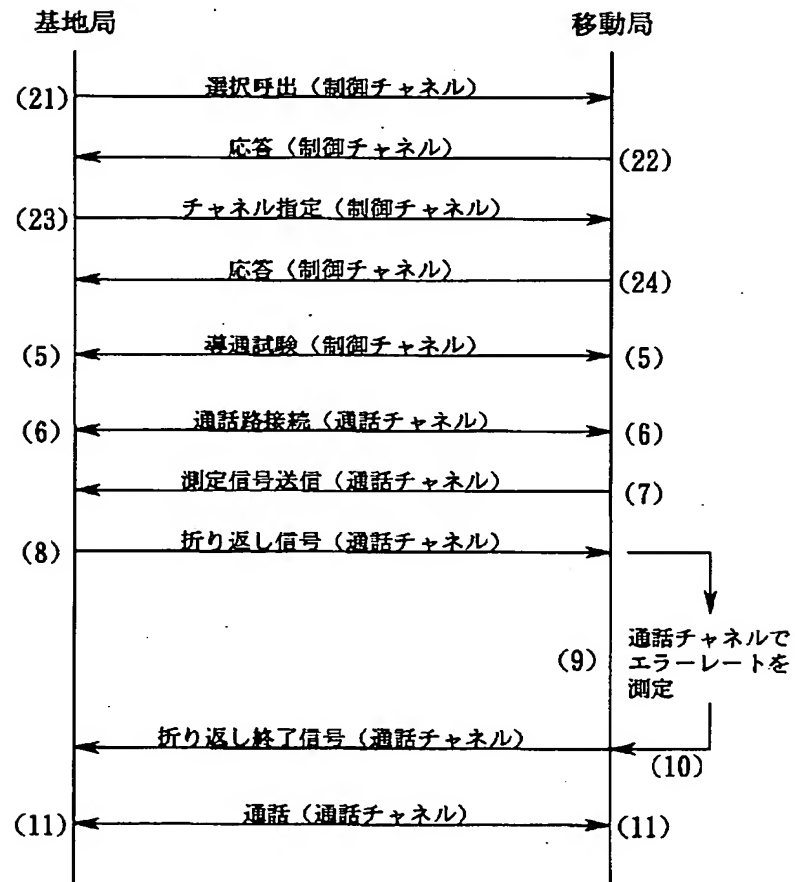 基地局
移動局
(21)
選択呼出(制御チャネル)
応答(制御チャネル)
(22)
(23)
チャネル指定(制御チャネル)
応答(制御チャネル)
(24)
(5)
導通試験(制御チャネル)
(5)
(6)
通話路接続(通話チャネル)
(6)
測定信号送信(通話チャネル)
(7)
(8)
折り返し信号(通話チャネル)
(9)
通話チャネルで
エラーレートを
測定
折り返し終了信号(通話チャネル)
(10)
(11)
通話(通話チャネル)
(11)